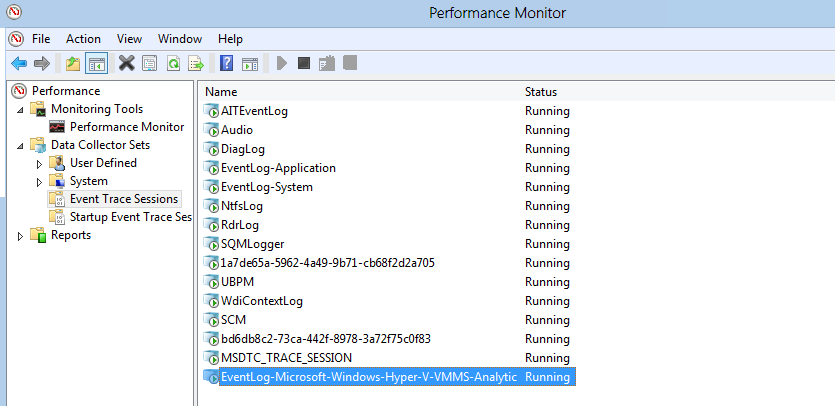 Performance Monitor
File Action View Window Help
Performance
Monitoring Tools
Performance Monitor
Data Collector Sets
User Defined
System
Event Trace Sessions
Startup Event Trace Ses
Reports
Name Status
AITEventLog Running
Audio Running
DiagLog Running
EventLog-Application Running
EventLog-System Running
NtfsLog Running
RdrLog Running
SQMLogger Running
1a7de65a-5962-4a49-9b71-cb68f2d2a705 Running
UBPM Running
WdiContextLog Running
SCM Running
bd6db8c2-73ca-442f-8978-3a72f75c0f83 Running
MSDTC_TRACE_SESSION Running
EventLog-Microsoft-Windows-Hyper-V-VMMS-Analytic Running